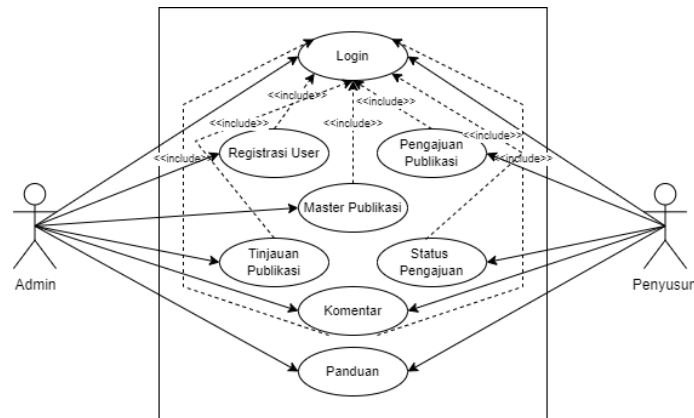 Login
<<include>>
<<include>>
<<include>>
<<include>>
<<include>>
<<include>>
Registrasi User
Pengajuan
Publikasi
Master Publikasi
Tinjauan
Publikasi
Status
Pengajuan
Admin
Penyusun
Komentar
Panduan